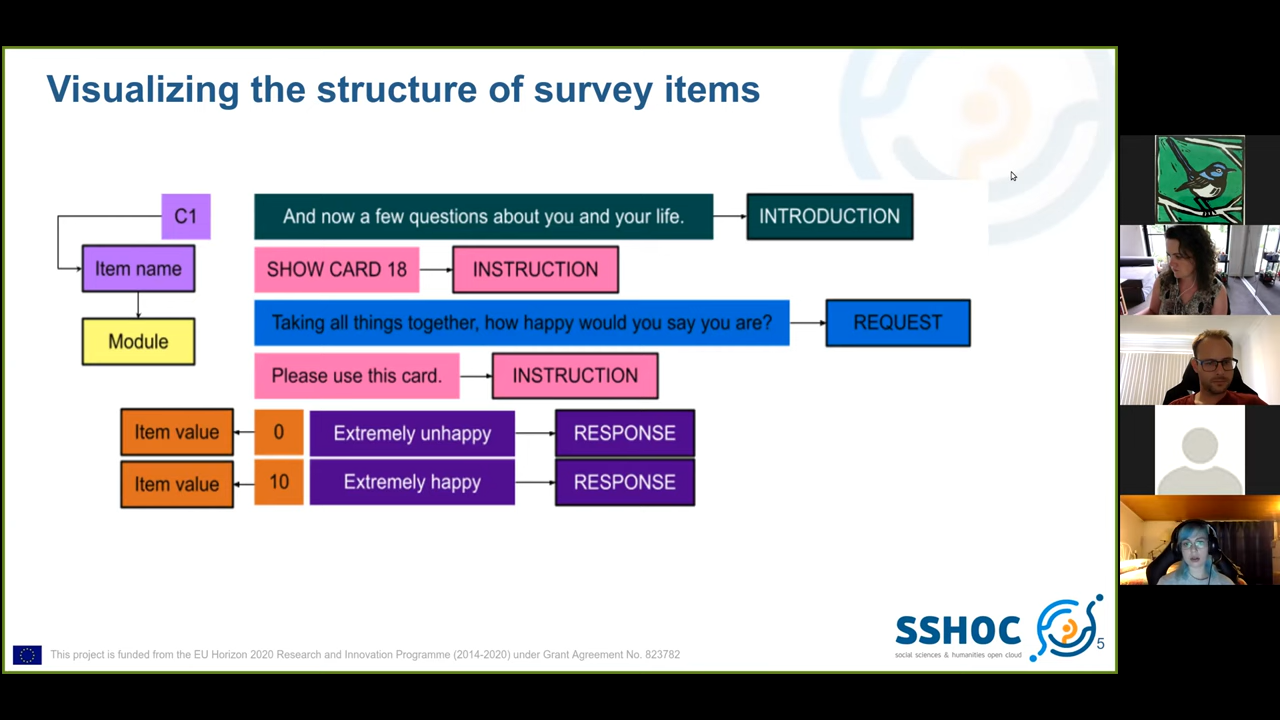 Visualizing the structure of survey items
C1
And now a few questions about you and your life.
INTRODUCTION
Item name
SHOW CARD 18
INSTRUCTION
Taking all things together, how happy would you say you are?
REQUEST
Module
Please use this card.
INSTRUCTION
Item value
0
Extremely unhappy
RESPONSE
Item value
10
Extremely happy
RESPONSE
SSHOC
social sciences & humanities open cloud
5
This project is funded from the EU Horizon 2020 Research and Innovation Programme (2014-2020) under Grant Agreement No. 823782